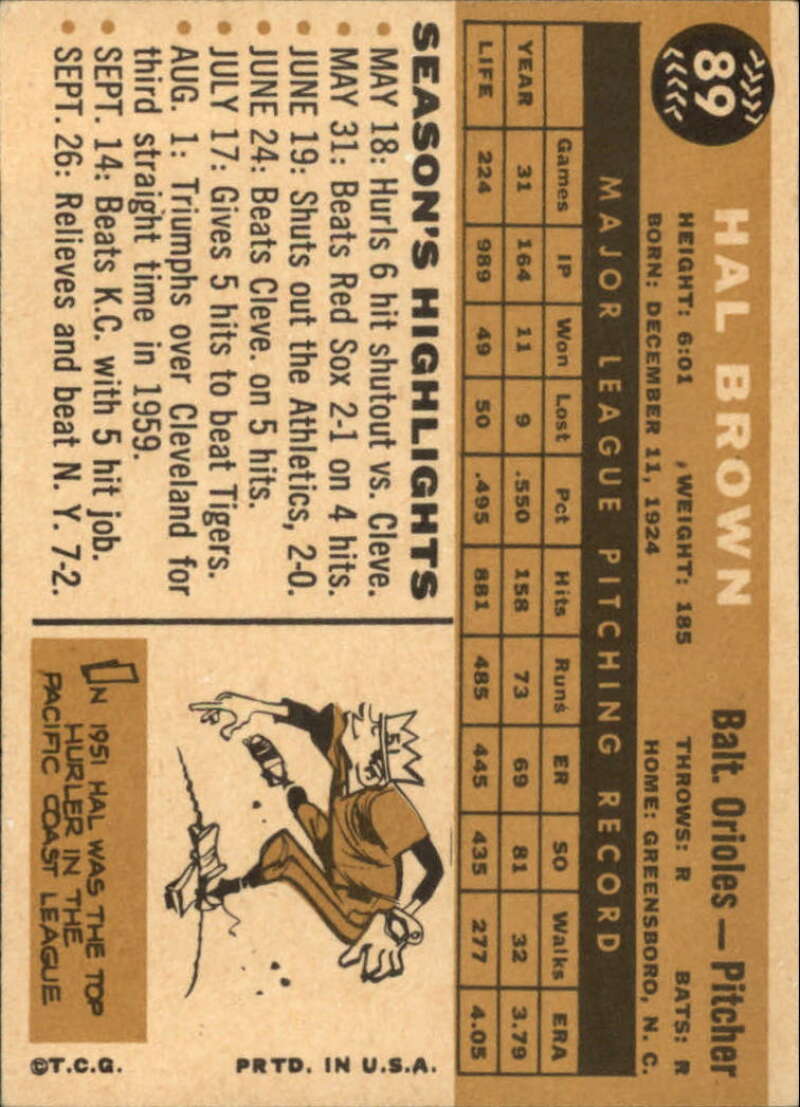 89
HAL BROWN Balt. Orioles — Pitcher
HEIGHT: 6:01 , WEIGHT: 185 THROWS: R BATS: R
BORN: DECEMBER 11, 1924 HOME: GREENSBORO, N. C.
MAJOR LEAGUE PITCHING RECORD
Games IP Won Lost Pct Hits Runs ER SO Walks ERA
YEAR 31 164 11 9 .550 158 73 69 81 32 3.79
LIFE 224 989 49 50 .495 881 485 445 435 277 4.05
SEASON'S HIGHLIGHTS
• MAY 18: Hurls 6 hit shutout vs. Cleve.
• MAY 31: Beats Red Sox 2-1 on 4 hits.
• JUNE 19: Shuts out the Athletics, 2-0.
• JUNE 24: Beats Cleve. on 5 hits.
• JULY 17: Gives 5 hits to beat Tigers.
• AUG. 1: Triumphs over Cleveland for
third straight time in 1959.
• SEPT. 14: Beats K.C. with 5 hit job.
• SEPT. 26: Relieves and beat N. Y. 7-2.
51
IN 1951 HAL WAS THE TOP
HURLER IN THE
PACIFIC COAST LEAGUE
©T.C.G. PRTD. IN U.S.A.